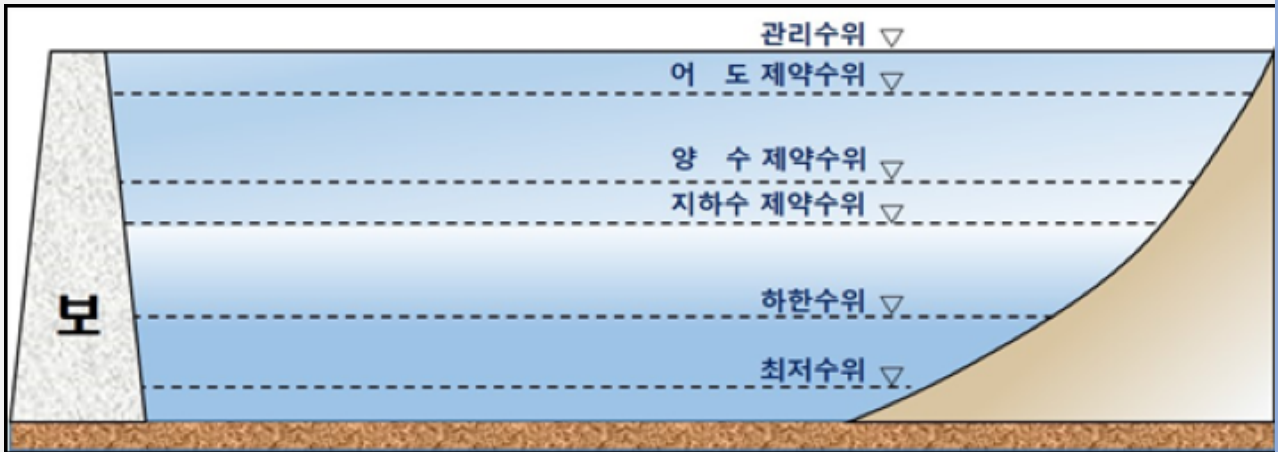 관리수위 ▽
어 도 제약수위 ▽
양 수 제약수위 ▽
지하수 제약수위 ▽
하한수위 ▽
보
최저수위 ▽